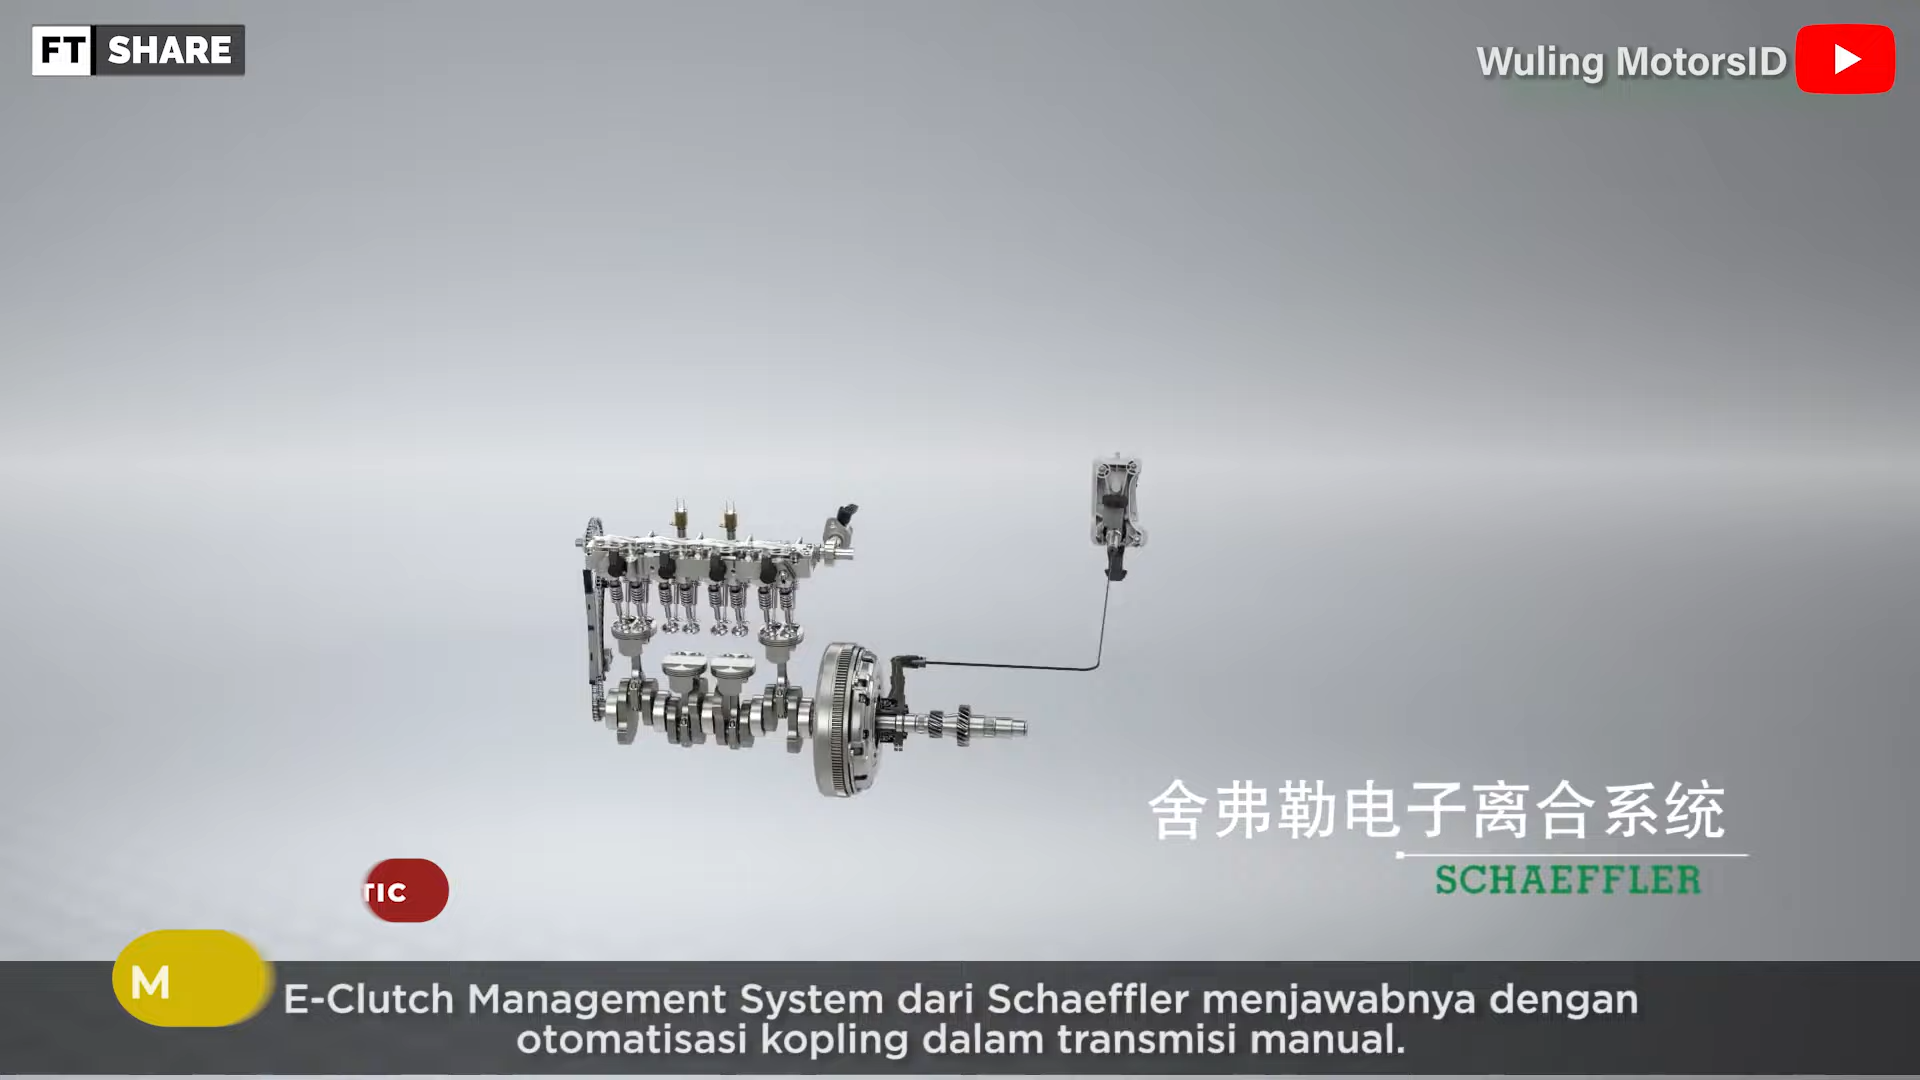 FT SHARE
Wuling MotorsID
舍弗勒电子离合系统
SCHAEFFLER
TIC
M
E-Clutch Management System dari Schaeffler menjawabnya dengan
otomatisasi kopling dalam transmisi manual.